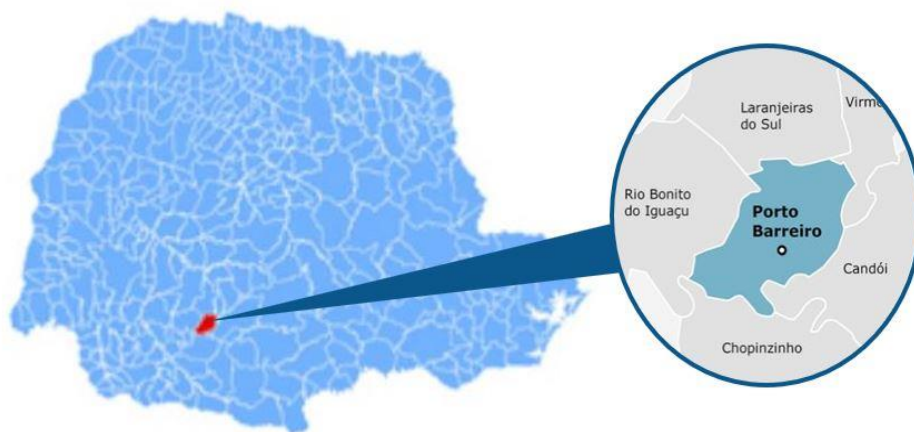 Laranjeiras
do Sul
Rio Bonito
do Iguaçu
Porto
Barreiro
Candói
Chopinzinho